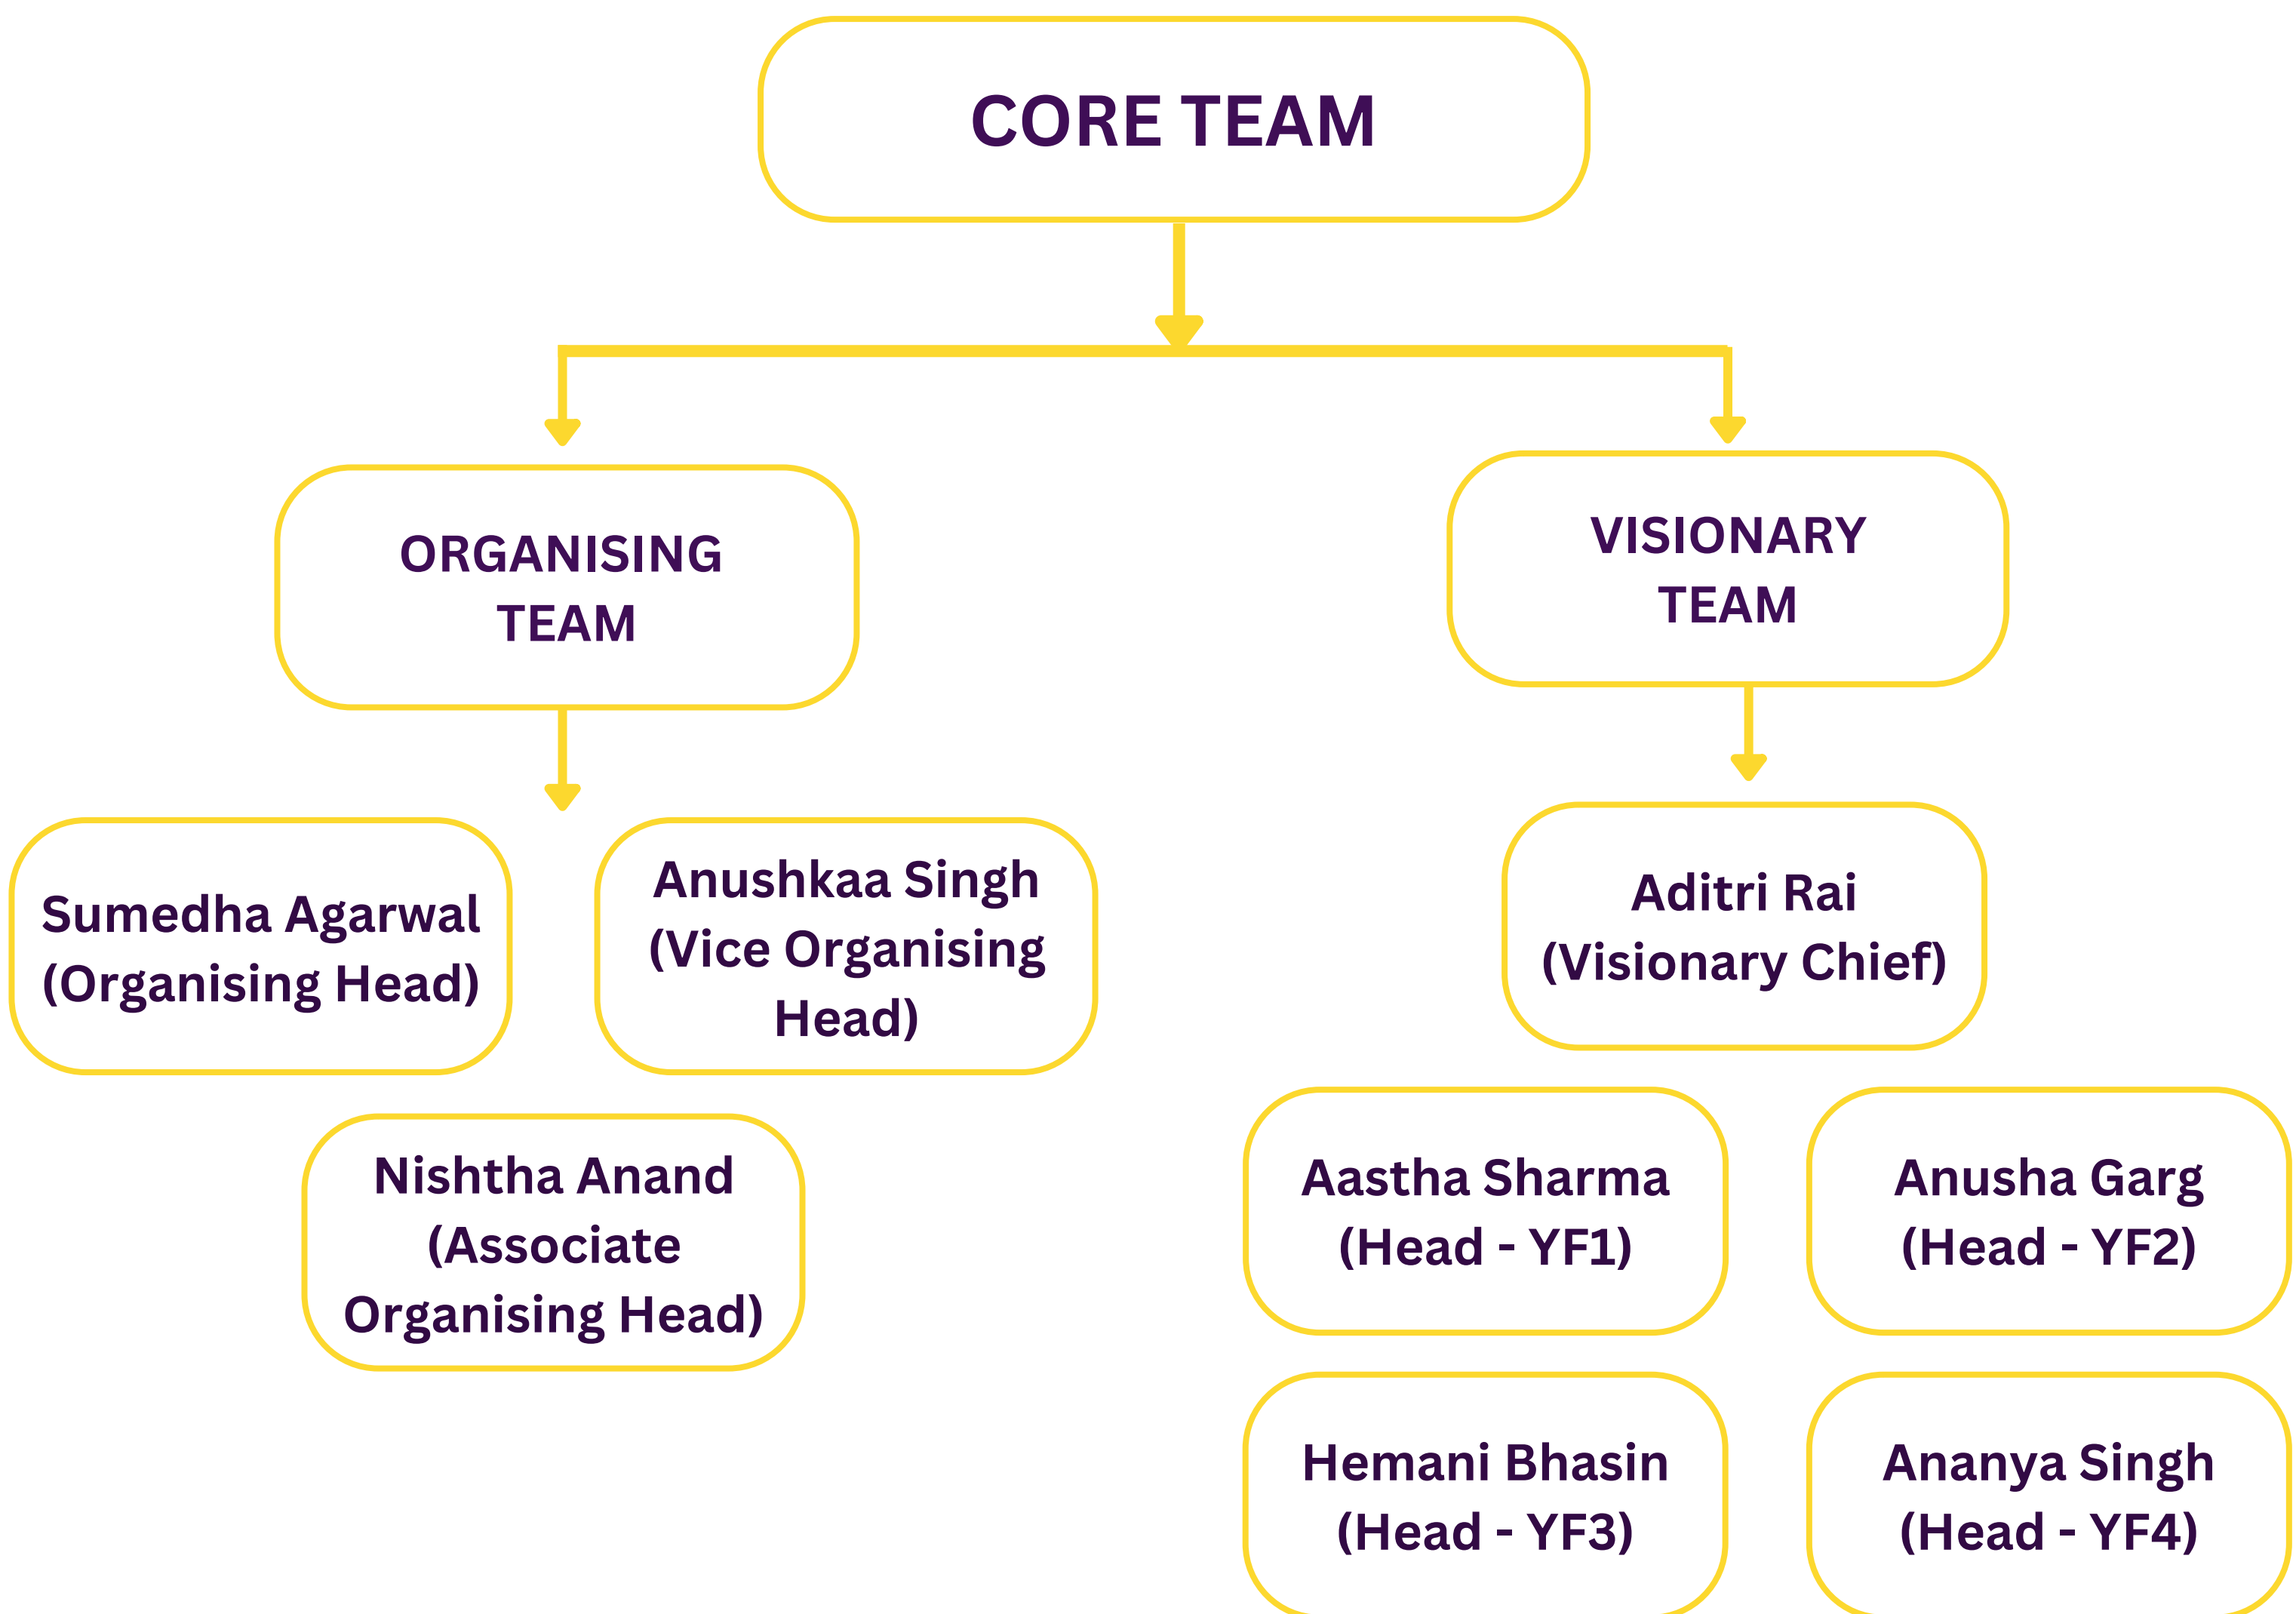 CORE TEAM
ORGANISING
TEAM
VISIONARY
TEAM
Sumedha Agarwal
(Organising Head)
Anushkaa Singh
(Vice Organising
Head)
Nishtha Anand
(Associate
Organising Head)
Aditri Rai
(Visionary Chief)
Aastha Sharma
(Head - YF1)
Anusha Garg
(Head - YF2)
Hemani Bhasin
(Head - YF3)
Ananya Singh
(Head - YF4)